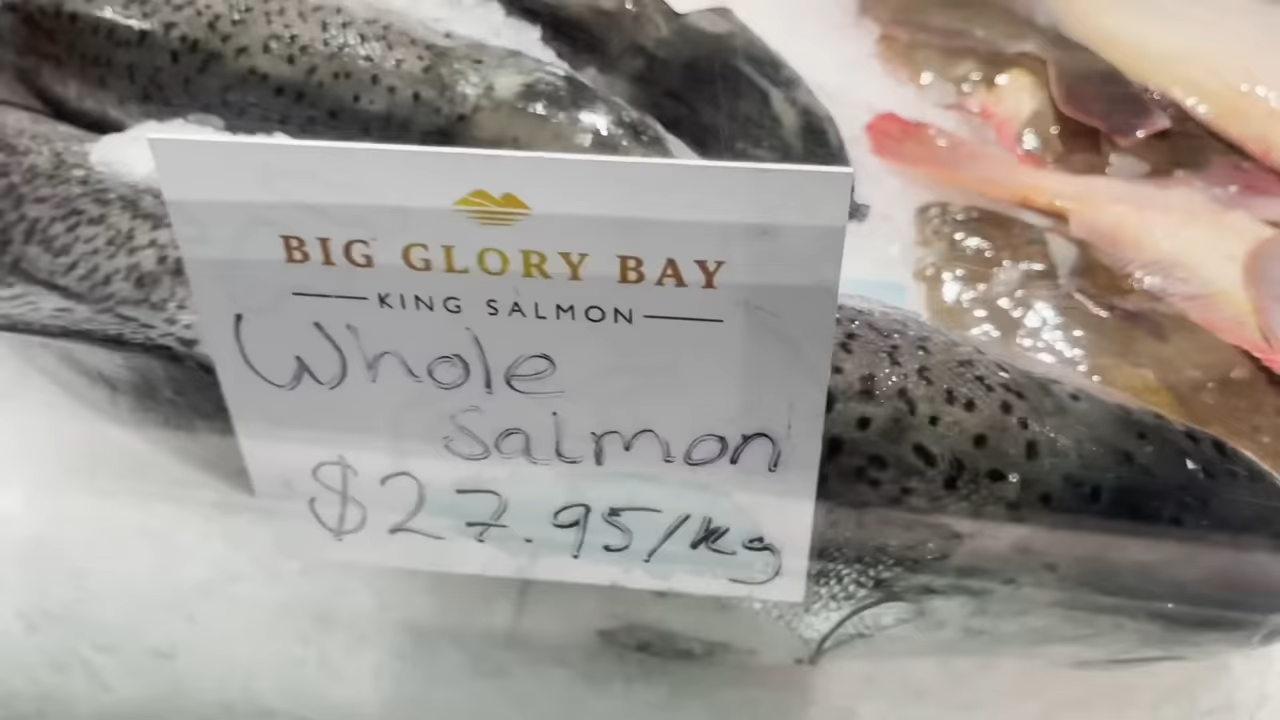 BIG GLORY BAY
KING SALMON
Whole
Salmon
$27.95/kg